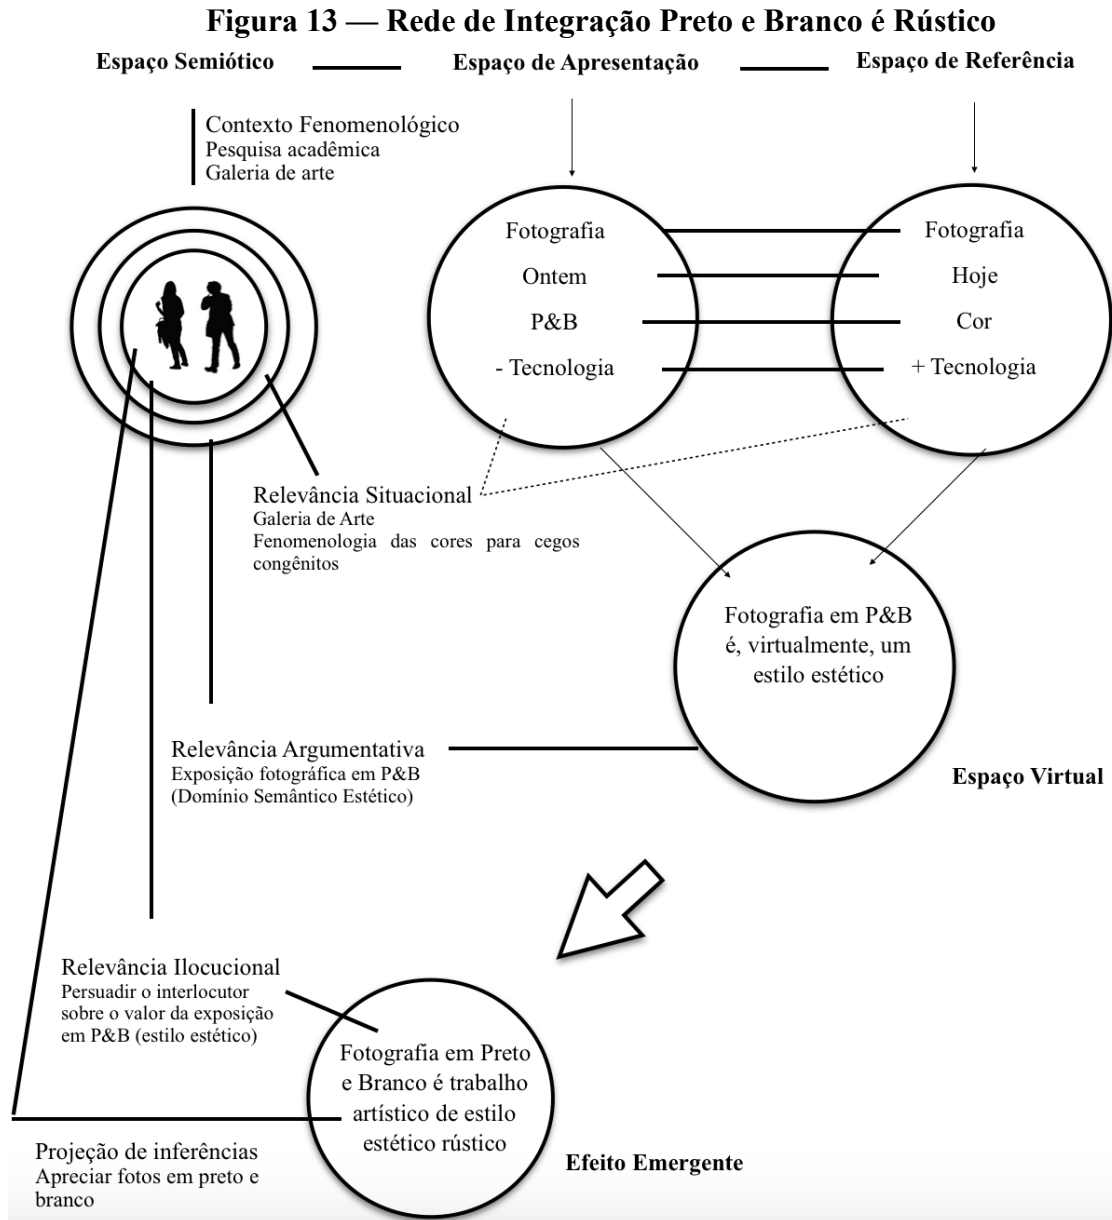 Figura 13 — Rede de Integração Preto e Branco é Rústico
Espaço Semiótico
Espaço de Apresentação
Espaço de Referência
Contexto Fenomenológico
Pesquisa acadêmica
Galeria de arte
Fotografia
Ontem
P&B
- Tecnologia
Fotografia
Hoje
Cor
+ Tecnologia
Relevância Situacional
Galeria de Arte
Fenomenologia das cores para cegos
congênitos
Fotografia em P&B
é, virtualmente, um
estilo estético
Espaço Virtual
Relevância Argumentativa
Exposição fotográfica em P&B
(Domínio Semântico Estético)
Relevância Ilocucional
Persuadir o interlocutor
sobre o valor da exposição
em P&B (estilo estético)
Fotografia em Preto
e Branco é trabalho
artístico de estilo
estético rústico
Efeito Emergente
Projeção de inferências
Apreciar fotos em preto e
branco